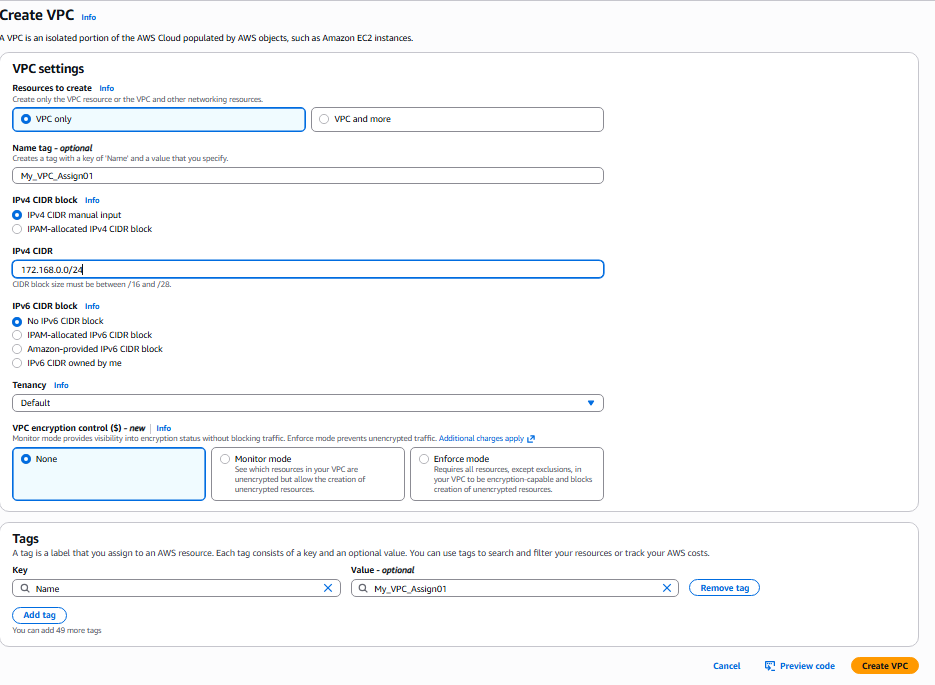 Create VPC Info
A VPC is an isolated portion of the AWS Cloud populated by AWS objects, such as Amazon EC2 instances.
VPC settings
Resources to create Info
Create only the VPC resource or the VPC and other networking resources.
VPC only
VPC and more
Name tag - optional
Creates a tag with a key of 'Name' and a value that you specify.
My_VPC_Assign01
IPv4 CIDR block Info
IPv4 CIDR manual input
IPAM-allocated IPv4 CIDR block
IPv4 CIDR
172.168.0.0/24
CIDR block size must be between /16 and /28.
IPv6 CIDR block Info
No IPv6 CIDR block
IPAM-allocated IPv6 CIDR block
Amazon-provided IPv6 CIDR block
IPv6 CIDR owned by me
Tenancy Info
Default
VPC encryption control ($) - new Info
Monitor mode provides visibility into encryption status without blocking traffic. Enforce mode prevents unencrypted traffic. Additional charges apply
None
Monitor mode
See which resources in your VPC are
unencrypted but allow the creation of
unencrypted resources.
Enforce mode
Requires all resources, except exclusions, in
your VPC to be encryption-capable and blocks
creation of unencrypted resources.
Tags
A tag is a label that you assign to an AWS resource. Each tag consists of a key and an optional value. You can use tags to search and filter your resources or track your AWS costs.
Key
Value - optional
Name
My_VPC_Assign01
Remove tag
Add tag
You can add 49 more tags
Cancel
Preview code
Create VPC